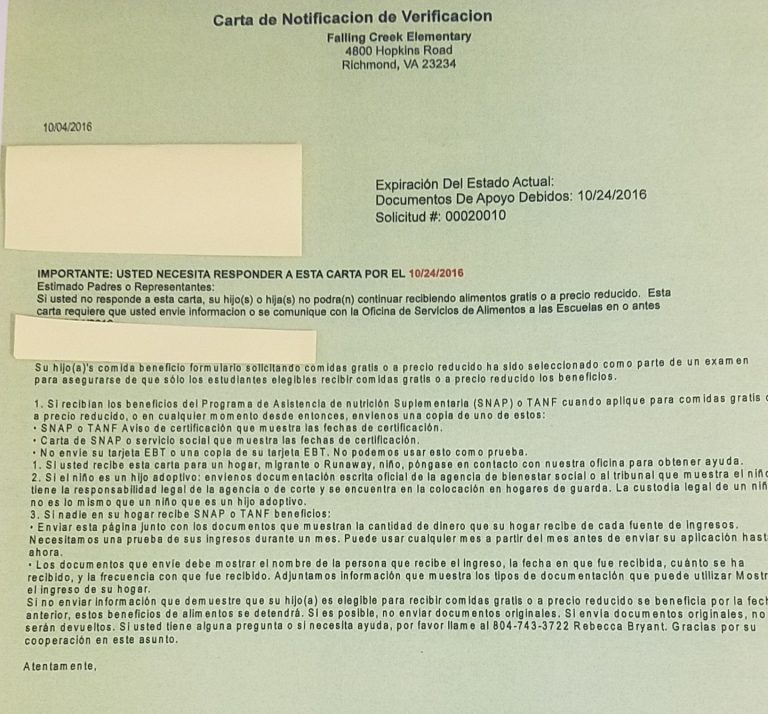 Carta de Notificacion de Verificacion
Falling Creek Elementary
4800 Hopkins Road
Richmond, VA 23234
10/04/2016
Expiración Del Estado Actual:
Documentos De Apoyo Debidos: 10/24/2016
Solicitud #: 00020010
IMPORTANTE: USTED NECESITA RESPONDER A ESTA CARTA POR EL 10/24/2016
Estimado Padres o Representantes:
Si usted no responde a esta carta, su hijo(s) o hija(s) no podra(n) continuar recibiendo alimentos gratis o a precio reducido. Esta
carta requiere que usted envie informacion o se comunique con la Oficina de Servicios de Alimentos a las Escuelas en o antes
Su hijo(a)'s comida beneficio formulario solicitando comidas gratis o a precio reducido ha sido seleccionado como parte de un examen
para asegurarse de que sólo los estudiantes elegibles recibir comidas gratis o a precio reducido los beneficios.
1. Si recibían los beneficios del Programa de Asistencia de nutrición Suplementaria (SNAP) o TANF cuando aplique para comidas gratis o
a precio reducido, o en cualquier momento desde entonces, envíenos una copia de uno de estos:
• SNAP o TANF Aviso de certificación que muestra las fechas de certificación.
• Carta de SNAP o servicio social que muestra las fechas de certificación.
• No envíe su tarjeta EBT o una copia de su tarjeta EBT. No podemos usar esto como prueba.
1. Si usted recibe esta carta para un hogar, migrante o Runaway, niño, póngase en contacto con nuestra oficina para obtener ayuda.
2. Si el niño es un hijo adoptivo: envíenos documentación escrita oficial de la agencia de bienestar social o al tribunal que muestra el niño
tiene la responsabilidad legal de la agencia o de corte y se encuentra en la colocación en hogares de guarda. La custodia legal de un niñ
no es lo mismo que un niño que es un hijo adoptivo.
3. Si nadie en su hogar recibe SNAP o TANF beneficios:
• Enviar esta página junto con los documentos que muestran la cantidad de dinero que su hogar recibe de cada fuente de ingresos.
Necesitamos una prueba de sus ingresos durante un mes. Puede usar cualquier mes a partir del mes antes de enviar su aplicación hast
ahora.
• Los documentos que envíe debe mostrar el nombre de la persona que recibe el ingreso, la fecha en que fue recibida, cuánto se ha
recibido, y la frecuencia con que fue recibido. Adjuntamos información que muestra los tipos de documentación que puede utilizar Mostr
el ingreso de su hogar.
Si no enviar información que demuestre que su hijo(a) es elegible para recibir comidas gratis o a precio reducido se beneficia por la fech
anterior, estos beneficios de alimentos se detendrá. Si es posible, no enviar documentos originales. Si envía documentos originales, no
serán devueltos. Si usted tiene alguna pregunta o si necesita ayuda, por favor llame al 804-743-3722 Rebecca Bryant. Gracias por su
cooperación en este asunto.
Atentamente,